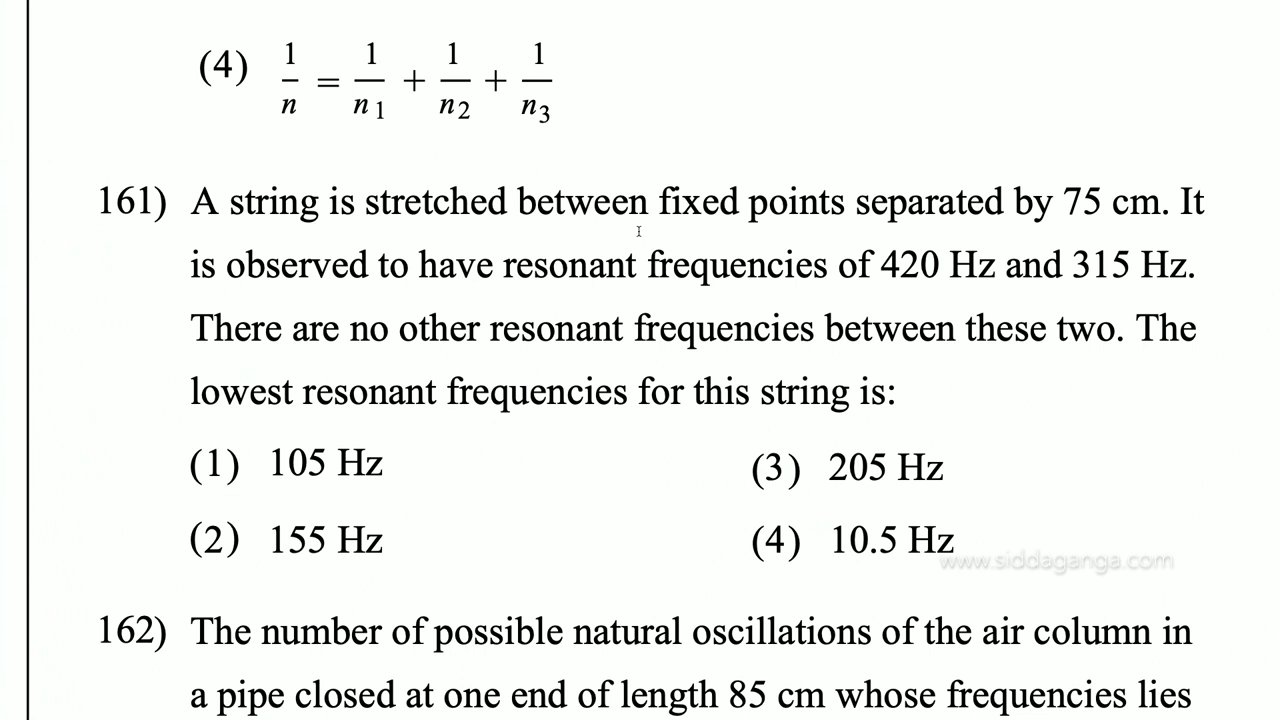 (4) 1/n = 1/n₁ + 1/n₂ + 1/n₃
161) A string is stretched between fixed points separated by 75 cm. It
is observed to have resonant frequencies of 420 Hz and 315 Hz.
There are no other resonant frequencies between these two. The
lowest resonant frequencies for this string is:
(1) 105 Hz (3) 205 Hz
(2) 155 Hz (4) 10.5 Hz
www.siddaganga.com
162) The number of possible natural oscillations of the air column in
a pipe closed at one end of length 85 cm whose frequencies lies